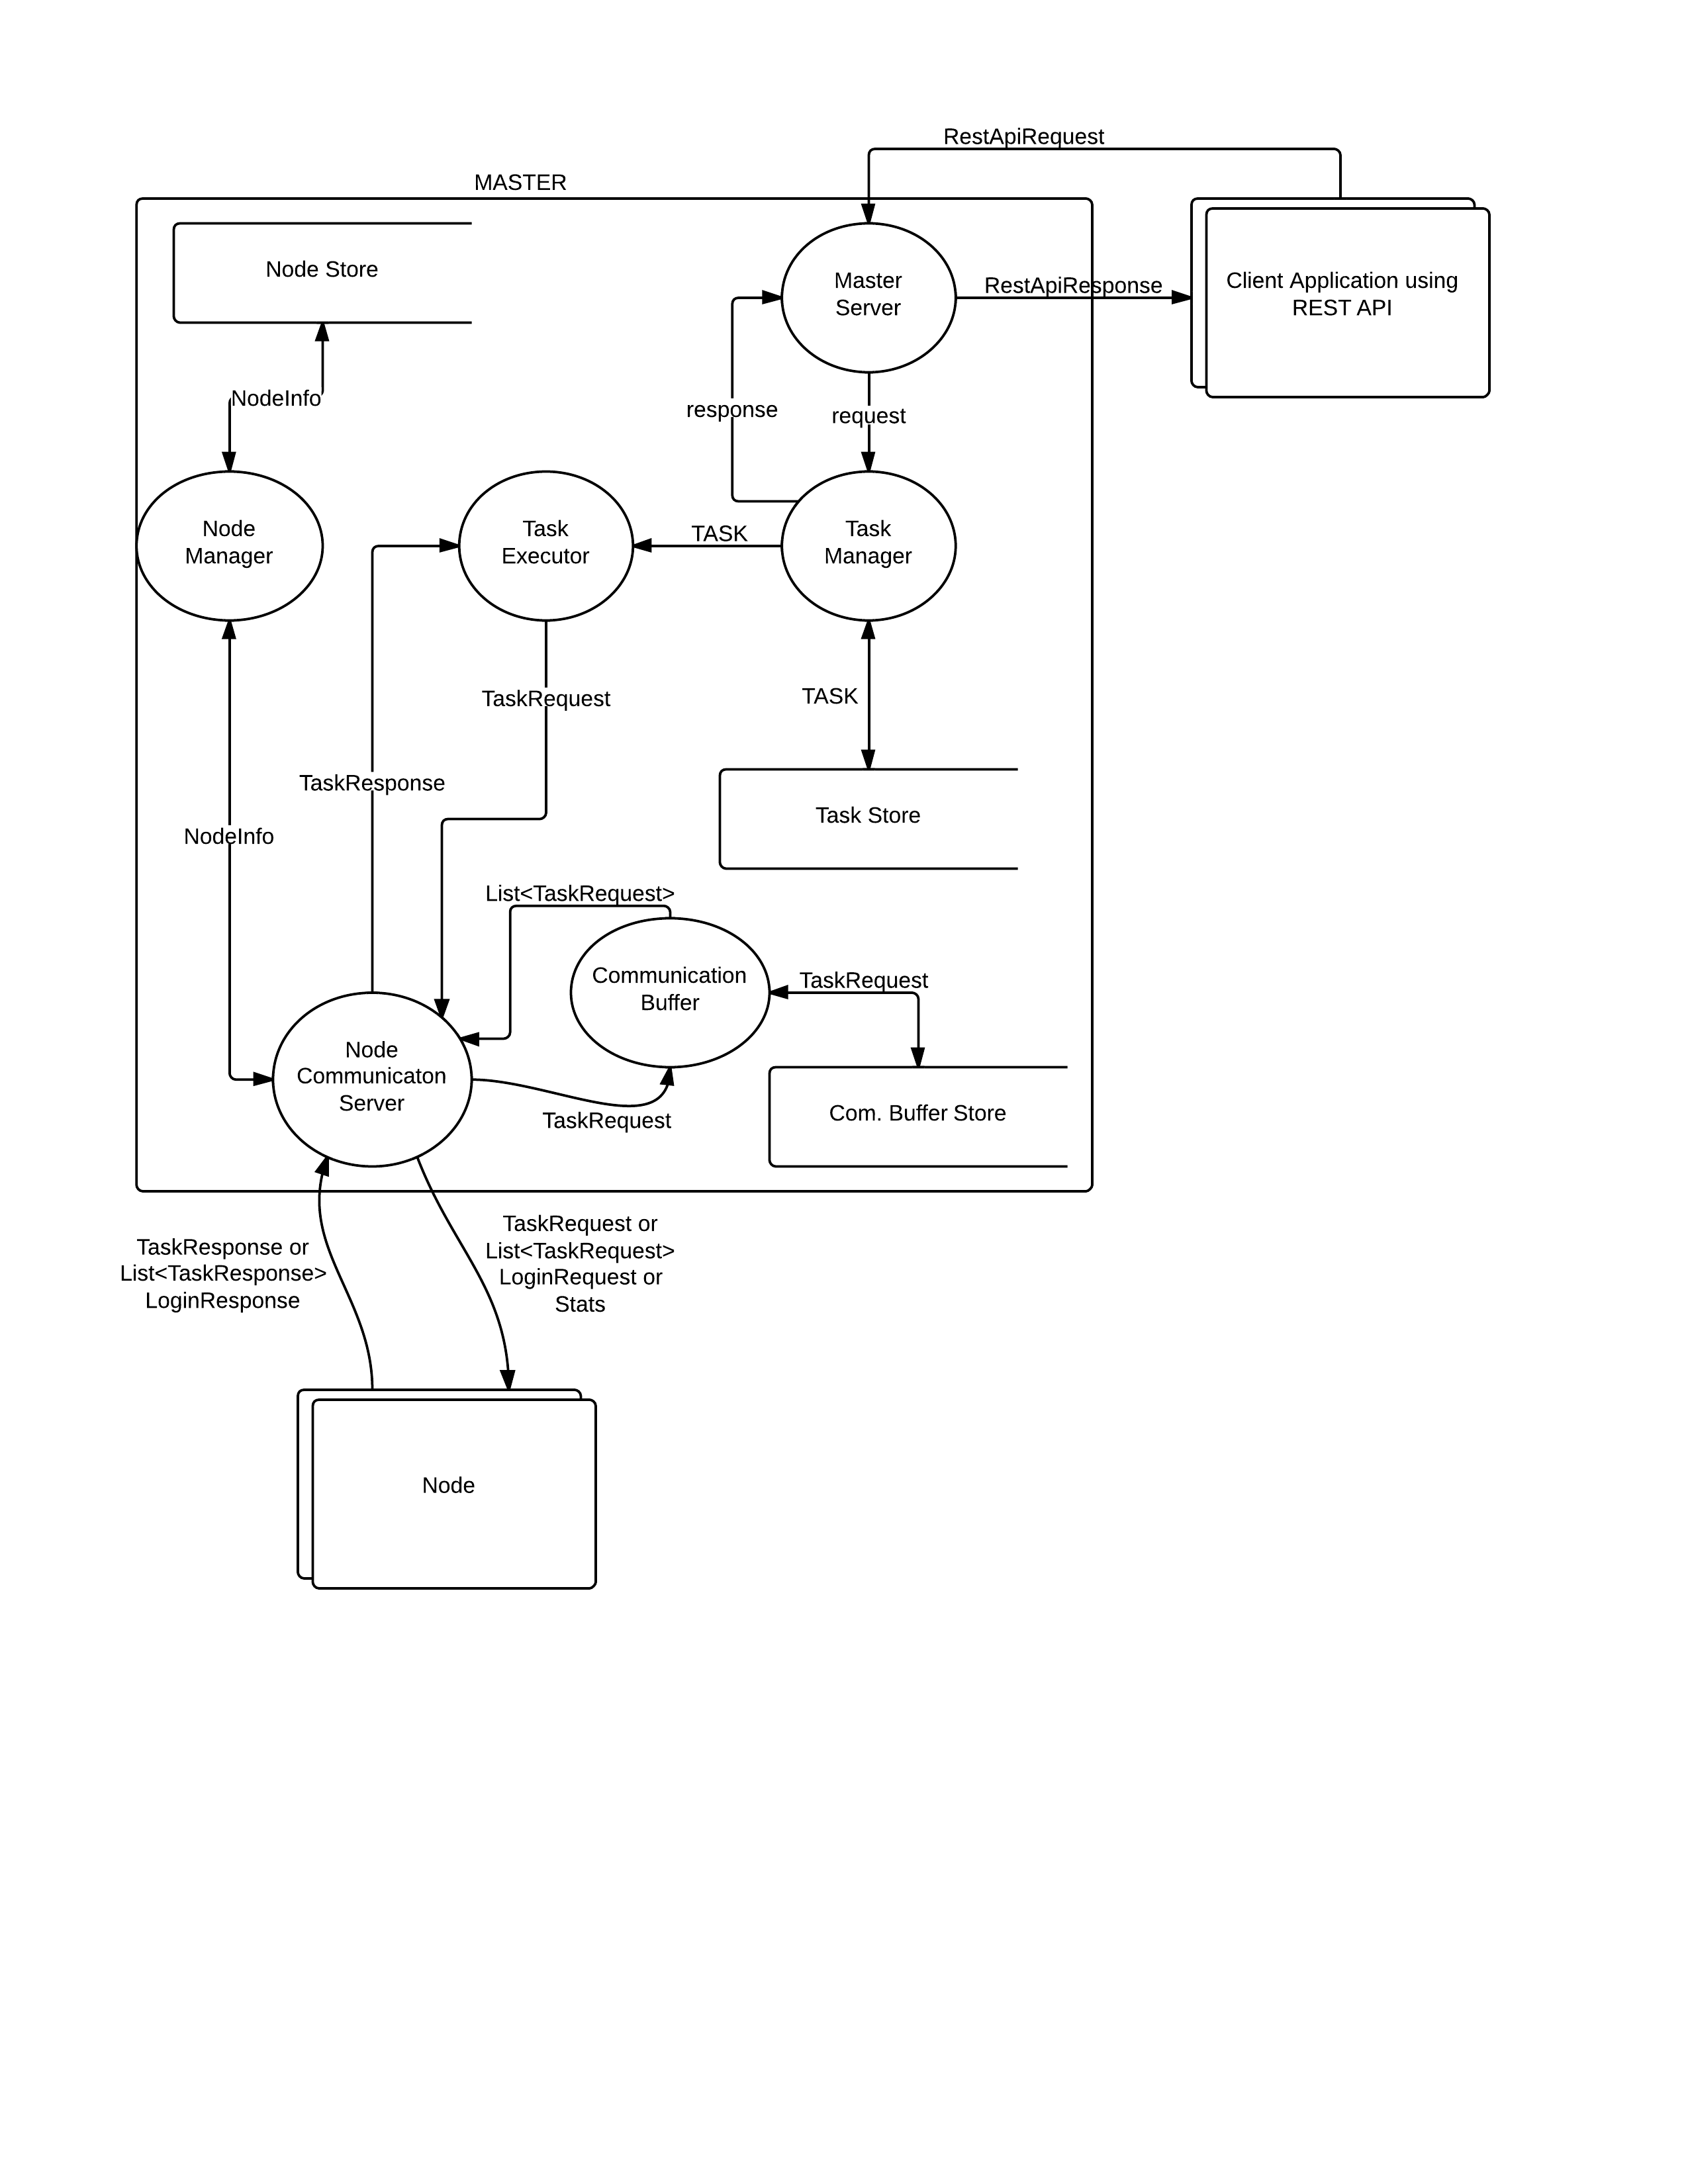 RestApiRequest
MASTER
Node Store
Master
Server
RestApiResponse
Client Application using
REST API
NodeInfo
response
request
Node
Manager
Task
Executor
TASK
Task
Manager
TaskRequest
TASK
TaskResponse
Task Store
NodeInfo
List<TaskRequest>
Communication
Buffer
TaskRequest
Node
Communicaton
Server
TaskRequest
Com. Buffer Store
TaskResponse or
List<TaskResponse>
LoginResponse
TaskRequest or
List<TaskRequest>
LoginRequest or
Stats
Node